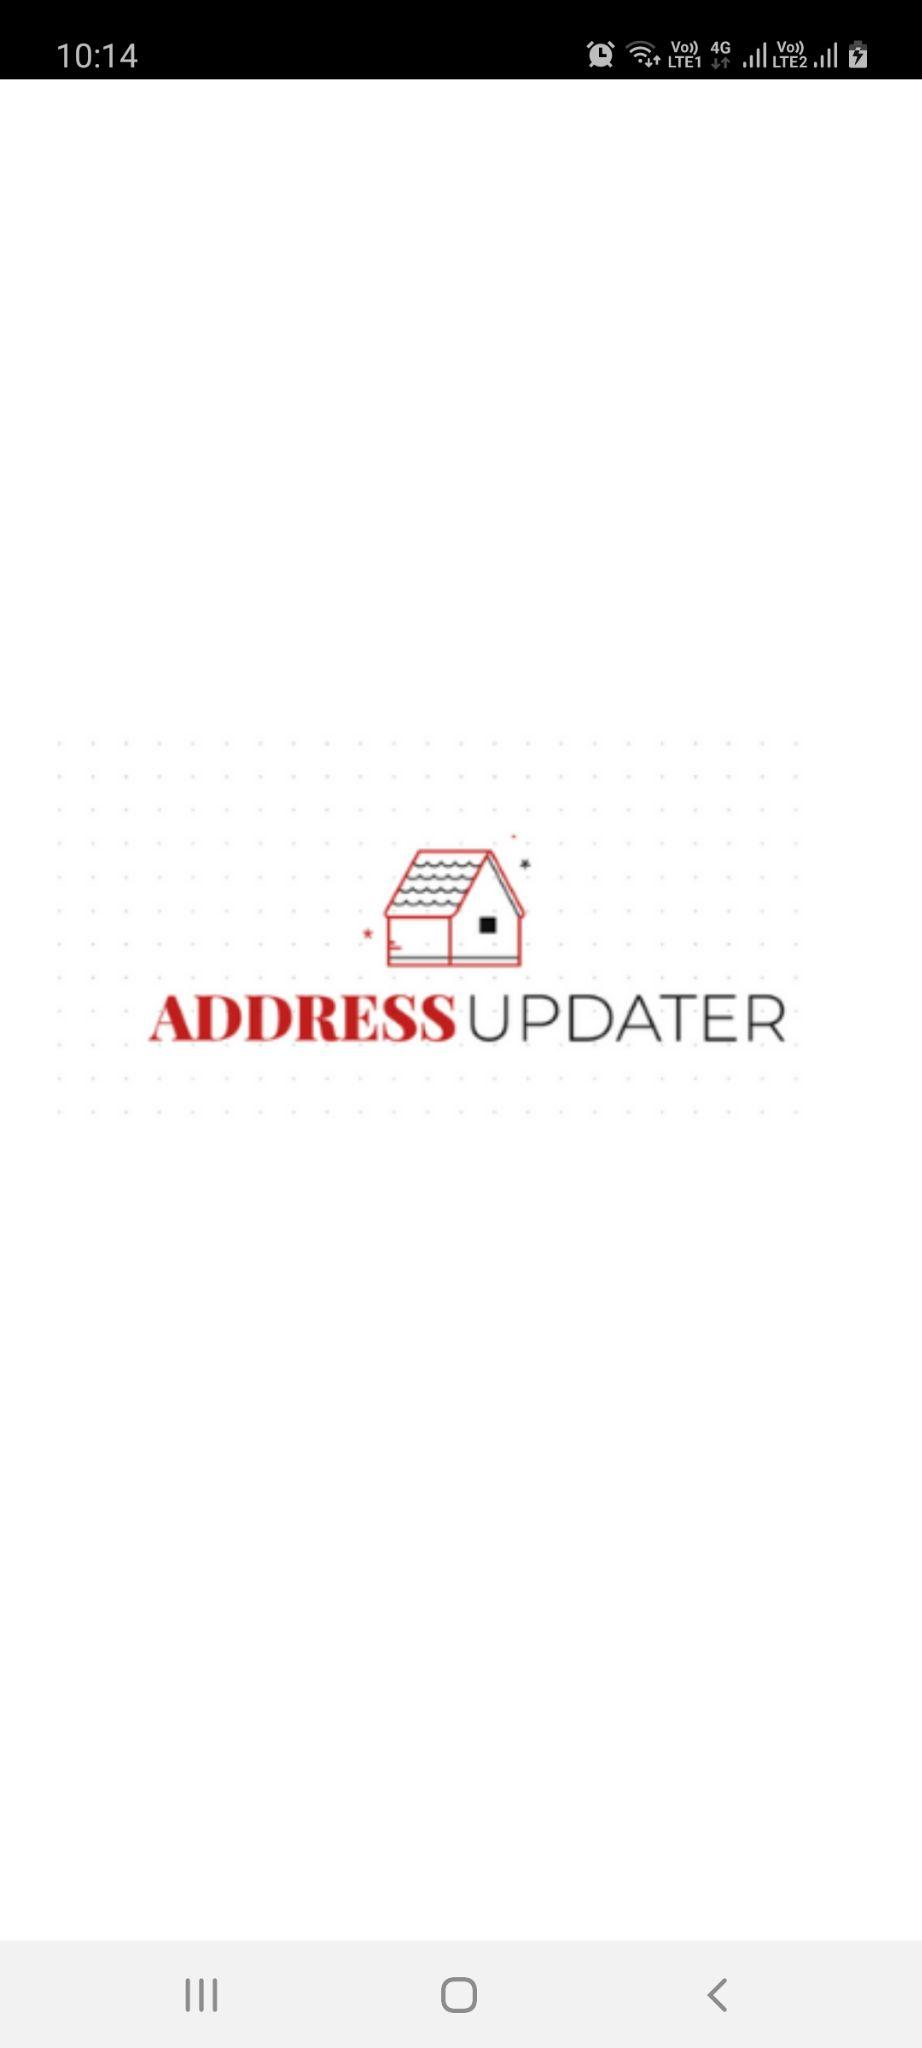 10:14
Vo)) 4G Vo))
LTE1 LTE2
ADDRESS UPDATER